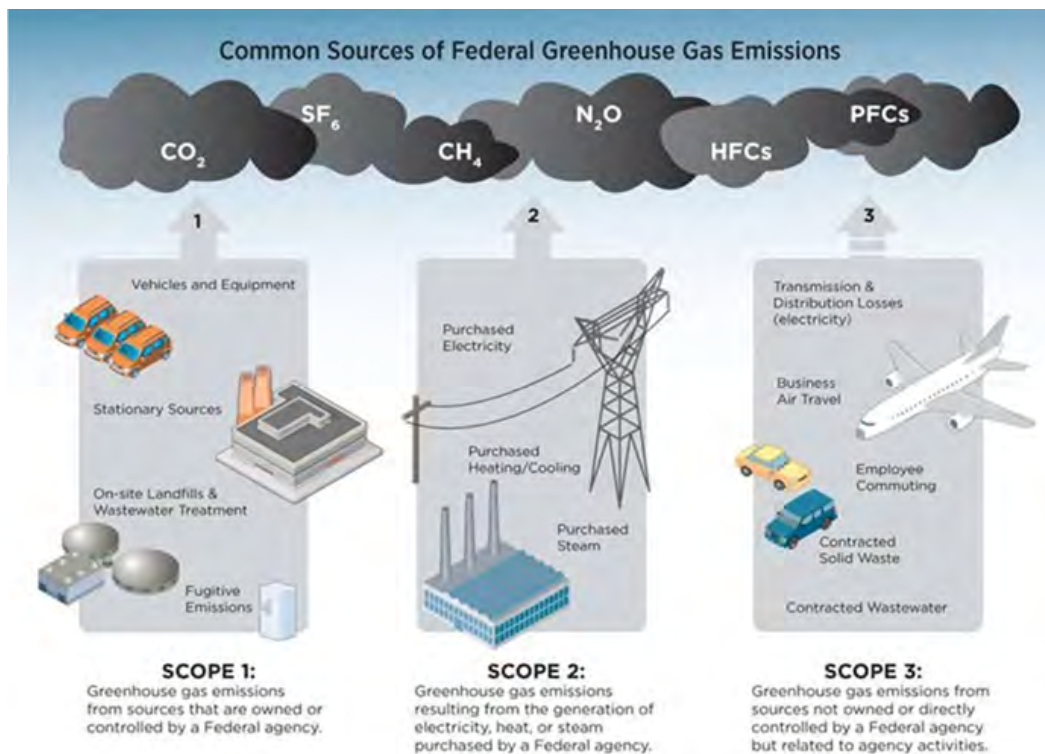 Common Sources of Federal Greenhouse Gas Emissions
CO₂
SF₆
CH₄
N₂O
HFCs
PFCs
1
2
3
Vehicles and Equipment
Stationary Sources
On-site Landfills &
Wastewater Treatment
Fugitive
Emissions
Purchased
Electricity
Purchased
Heating/Cooling
Purchased
Steam
Transmission &
Distribution Losses
(electricity)
Business
Air Travel
Employee
Commuting
Contracted
Solid Waste
Contracted Wastewater
SCOPE 1:
Greenhouse gas emissions
from sources that are owned or
controlled by a Federal agency.
SCOPE 2:
Greenhouse gas emissions
resulting from the generation of
electricity, heat, or steam
purchased by a Federal agency.
SCOPE 3:
Greenhouse gas emissions from
sources not owned or directly
controlled by a Federal agency
but related to agency activities.